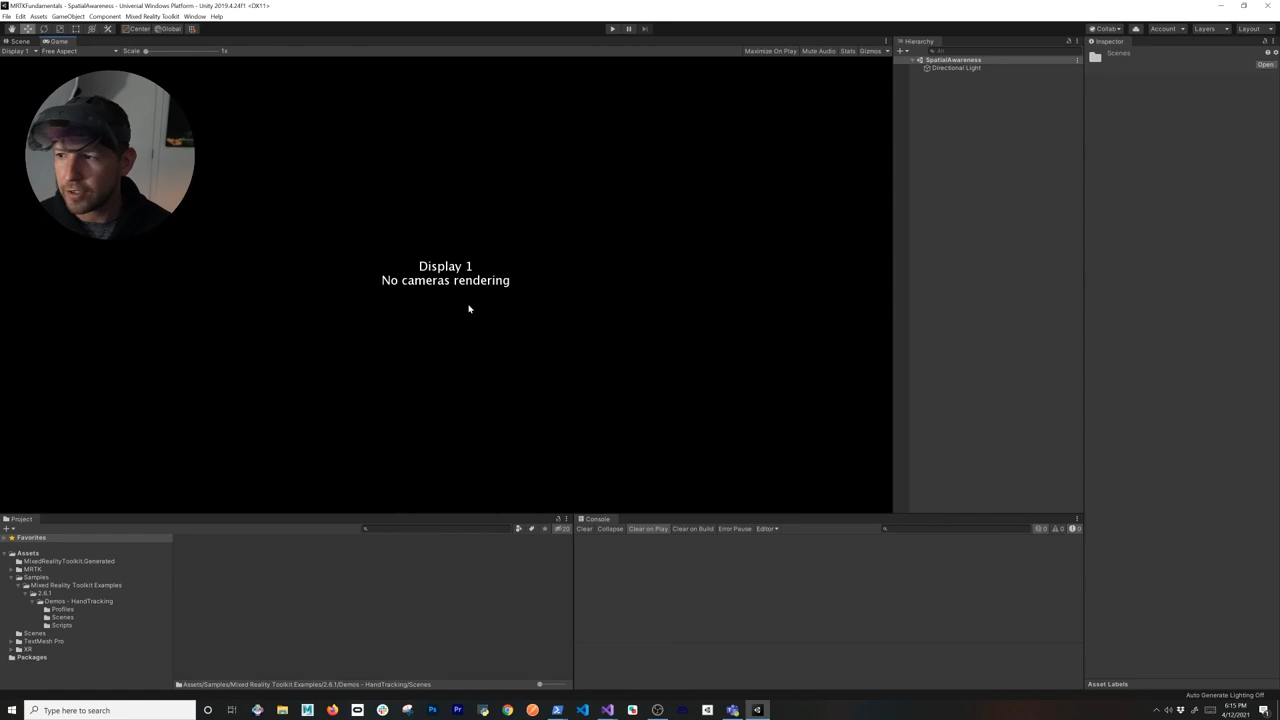 MRTKFundamentals - SpatialAwareness - Universal Windows Platform - Unity 2019.4.24f1 <DX11>
File Edit Assets GameObject Component Mixed Reality Toolkit Window Help
Center Global Collab Account Layers Layout
Scene Game Hierarchy Inspector
Display 1 Free Aspect Scale 1x Maximize On Play Mute Audio Stats Gizmos All Scenes
SpatialAwareness Open
Directional Light
Display 1
No cameras rendering
Project Console
20 Clear Collapse Clear on Play Clear on Build Error Pause Editor 0 0 0
Favorites
Assets
MixedRealityToolkit.Generated
MRTK
Samples
Mixed Reality Toolkit Examples
2.6.1
Demos - HandTracking
Profiles
Scenes
Scripts
Scenes
TextMesh Pro
XR
Packages
Assets/Samples/Mixed Reality Toolkit Examples/2.6.1/Demos - HandTracking/Scenes Asset Labels
Auto Generate Lighting Off
Type here to search
6:15 PM
4/12/2021